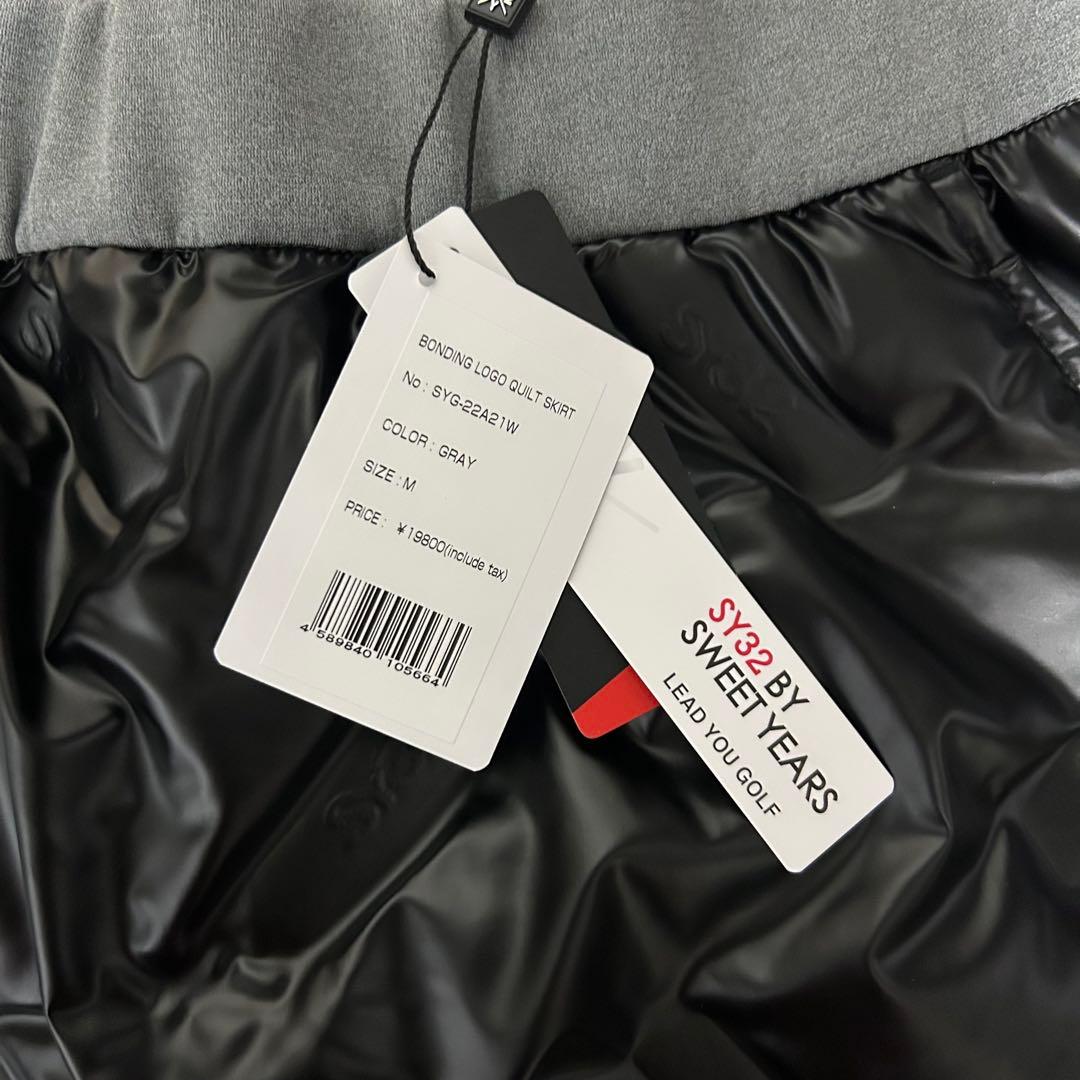 BONDING LOGO QUILT SKIRT
No : SYG-22A21W
COLOR : GRAY
SIZE : M
PRICE : ¥19800(include tax)
4 589840 105664
SY32 BY
SWEET YEARS
LEAD YOU GOLF